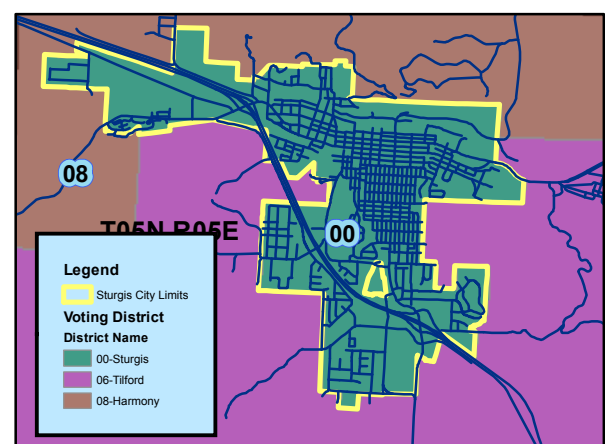 08
00
T05N R05E
Legend
Sturgis City Limits
Voting District
District Name
00-Sturgis
06-Tilford
08-Harmony